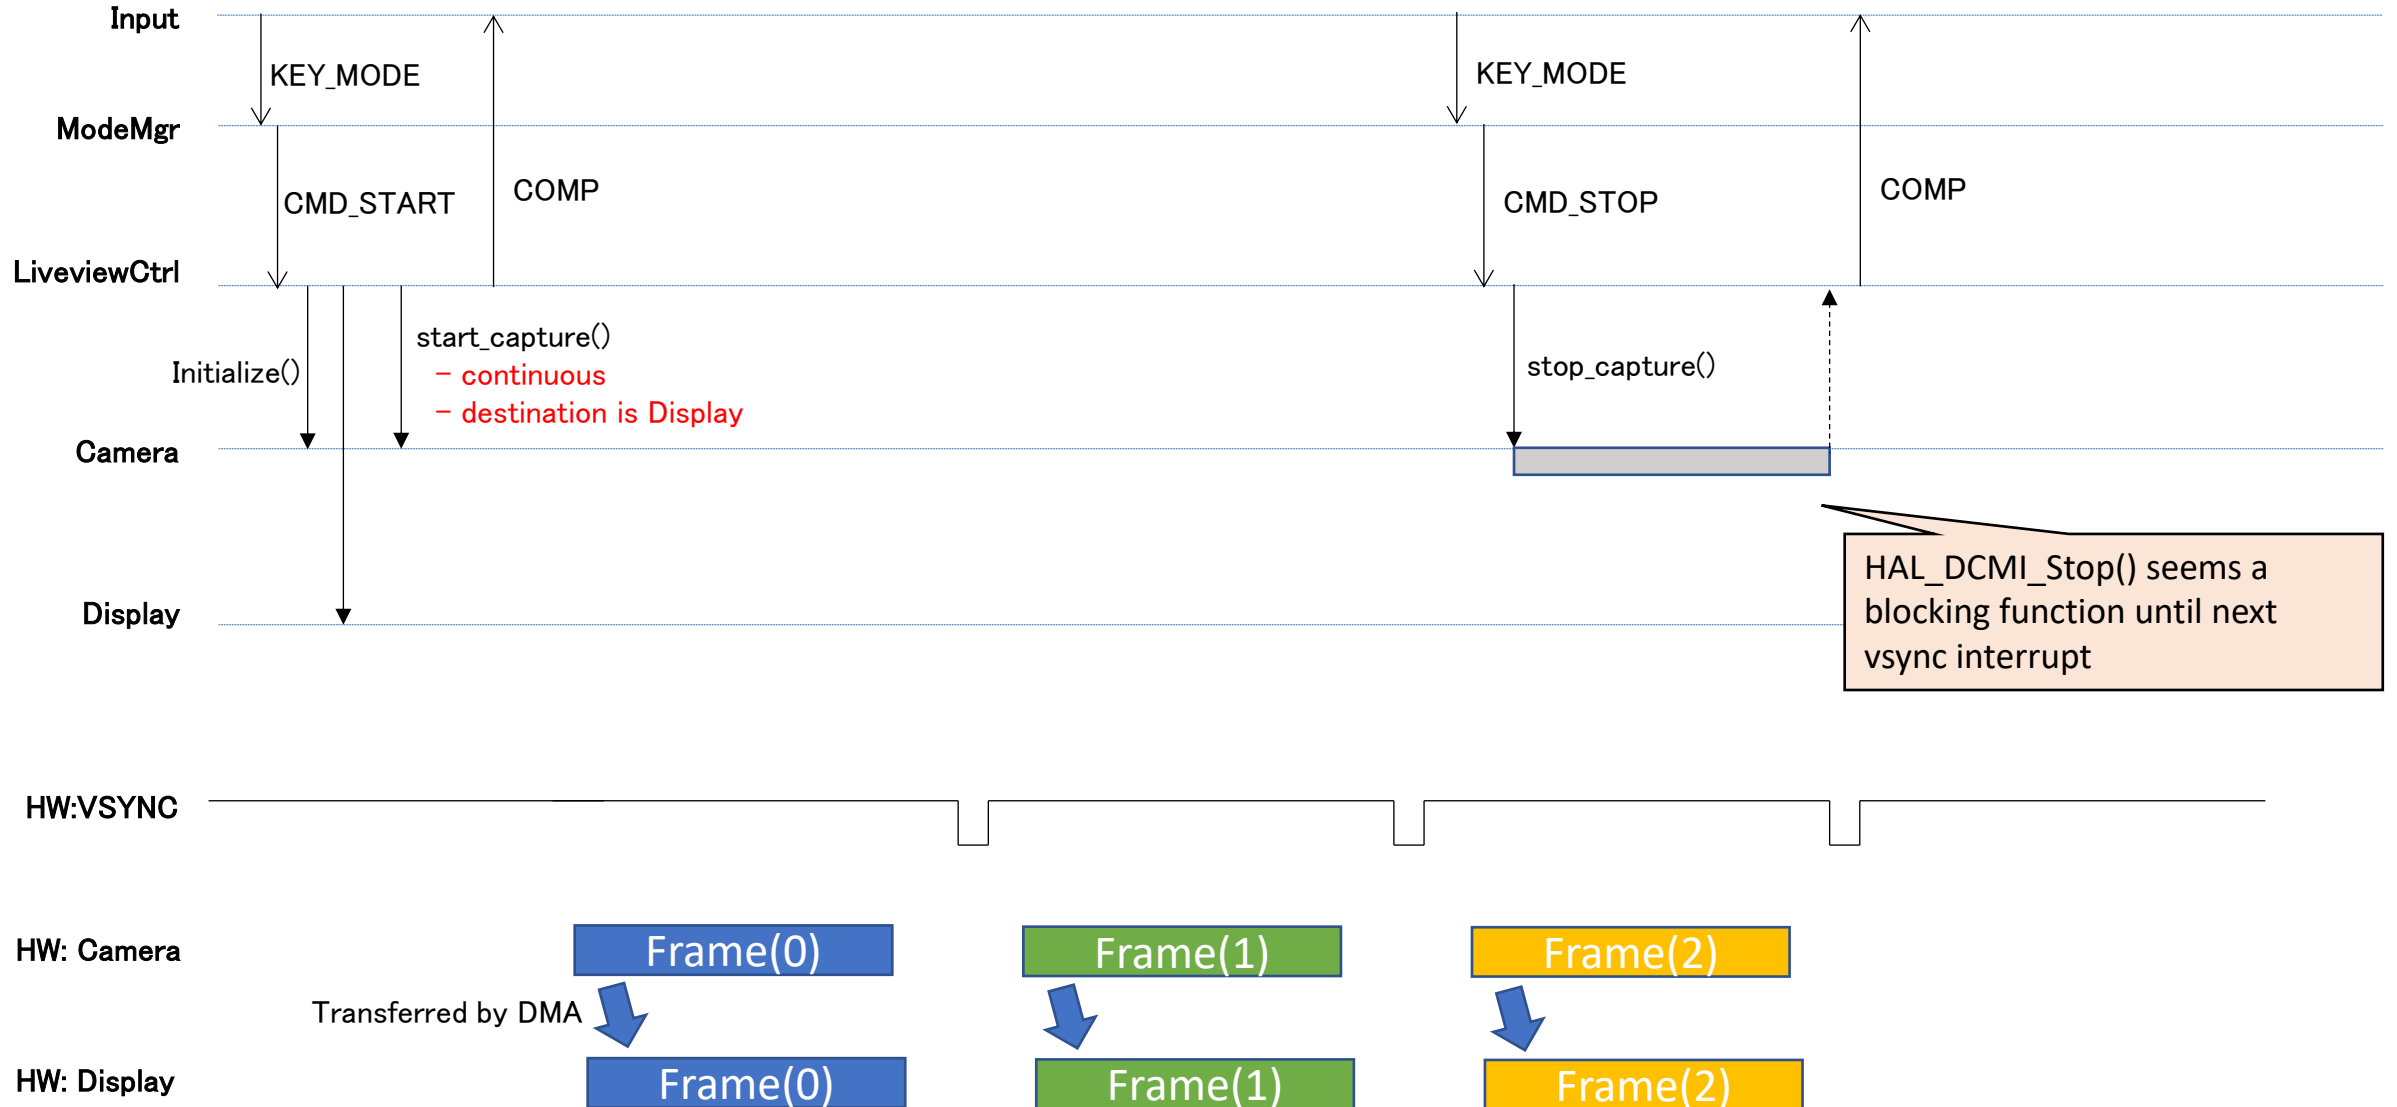 Input
KEY_MODE
KEY_MODE
ModeMgr
CMD_START
COMP
CMD_STOP
COMP
LiveviewCtrl
Initialize()
start_capture()
- continuous
- destination is Display
stop_capture()
Camera
HAL_DCMI_Stop() seems a
blocking function until next
vsync interrupt
Display
HW:VSYNC
HW: Camera
Frame(0)
Frame(1)
Frame(2)
Transferred by DMA
HW: Display
Frame(0)
Frame(1)
Frame(2)